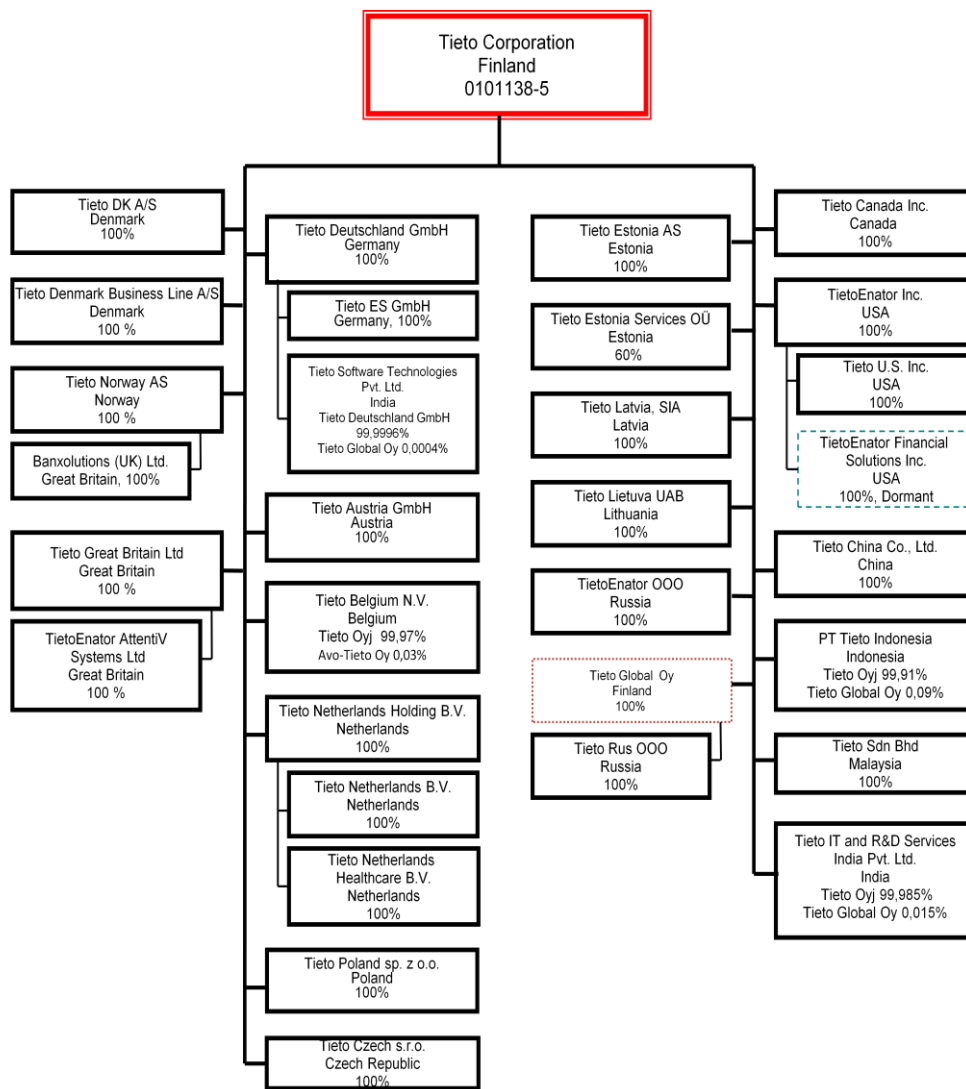 Tieto Corporation
Finland
0101138-5
Tieto DK A/S
Denmark
100%
Tieto Denmark Business Line A/S
Denmark
100 %
Tieto Norway AS
Norway
100 %
Banxolutions (UK) Ltd.
Great Britain, 100%
Tieto Great Britain Ltd
Great Britain
100 %
TietoEnator AttentiV
Systems Ltd
Great Britain
100 %
Tieto Deutschland GmbH
Germany
100%
Tieto ES GmbH
Germany, 100%
Tieto Software Technologies
Pvt. Ltd.
India
Tieto Deutschland GmbH
99,9996%
Tieto Global Oy 0,0004%
Tieto Austria GmbH
Austria
100%
Tieto Belgium N.V.
Belgium
Tieto Oyj 99,97%
Avo-Tieto Oy 0,03%
Tieto Netherlands Holding B.V.
Netherlands
100%
Tieto Netherlands B.V.
Netherlands
100%
Tieto Netherlands
Healthcare B.V.
Netherlands
100%
Tieto Poland sp. z o.o.
Poland
100%
Tieto Czech s.r.o.
Czech Republic
100%
Tieto Estonia AS
Estonia
100%
Tieto Estonia Services OÜ
Estonia
60%
Tieto Latvia, SIA
Latvia
100%
Tieto Lietuva UAB
Lithuania
100%
TietoEnator OOO
Russia
100%
Tieto Global Oy
Finland
100%
Tieto Rus OOO
Russia
100%
Tieto Canada Inc.
Canada
100%
TietoEnator Inc.
USA
100%
Tieto U.S. Inc.
USA
100%
TietoEnator Financial
Solutions Inc.
USA
100%, Dormant
Tieto China Co., Ltd.
China
100%
PT Tieto Indonesia
Indonesia
Tieto Oyj 99,91%
Tieto Global Oy 0,09%
Tieto Sdn Bhd
Malaysia
100%
Tieto IT and R&D Services
India Pvt. Ltd.
India
Tieto Oyj 99,985%
Tieto Global Oy 0,015%